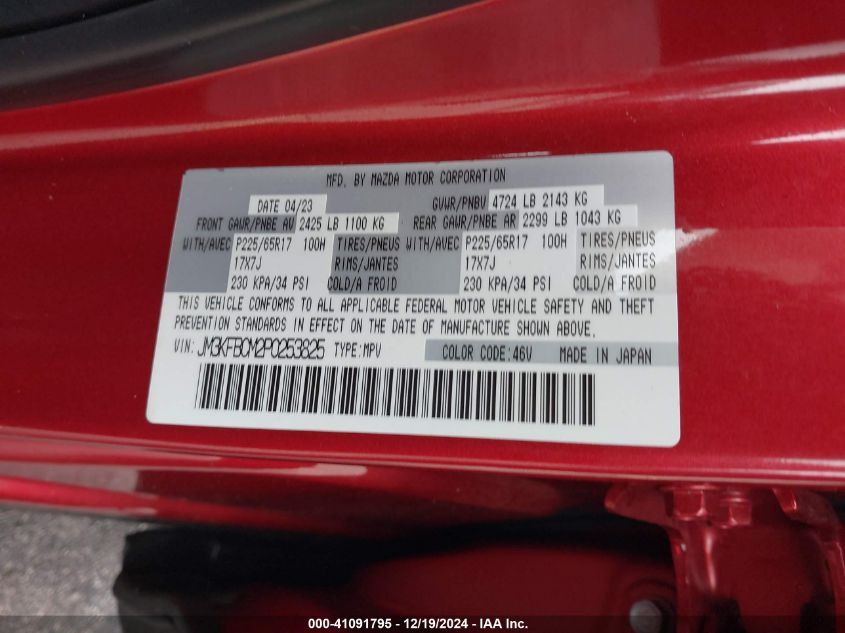 MFD. BY MAZDA MOTOR CORPORATION
DATE 04/23 GVWR/PNBV 4724 LB 2143 KG
FRONT GAWR/PNBE AV 2425 LB 1100 KG REAR GAWR/PNBE AR 2299 LB 1043 KG
WITH/AVEC P225/65R17 100H TIRES/PNEUS WITH/AVEC P225/65R17 100H TIRES/PNEUS
17X7J RIMS/JANTES 17X7J RIMS/JANTES
230 KPA/34 PSI COLD/A FROID 230 KPA/34 PSI COLD/A FROID
THIS VEHICLE CONFORMS TO ALL APPLICABLE FEDERAL MOTOR VEHICLE SAFETY AND THEFT
PREVENTION STANDARDS IN EFFECT ON THE DATE OF MANUFACTURE SHOWN ABOVE.
VIN: JM3KFBCM2P0253825 TYPE:MPV COLOR CODE:46V MADE IN JAPAN
000-41091795 - 12/19/2024 - IAA Inc.